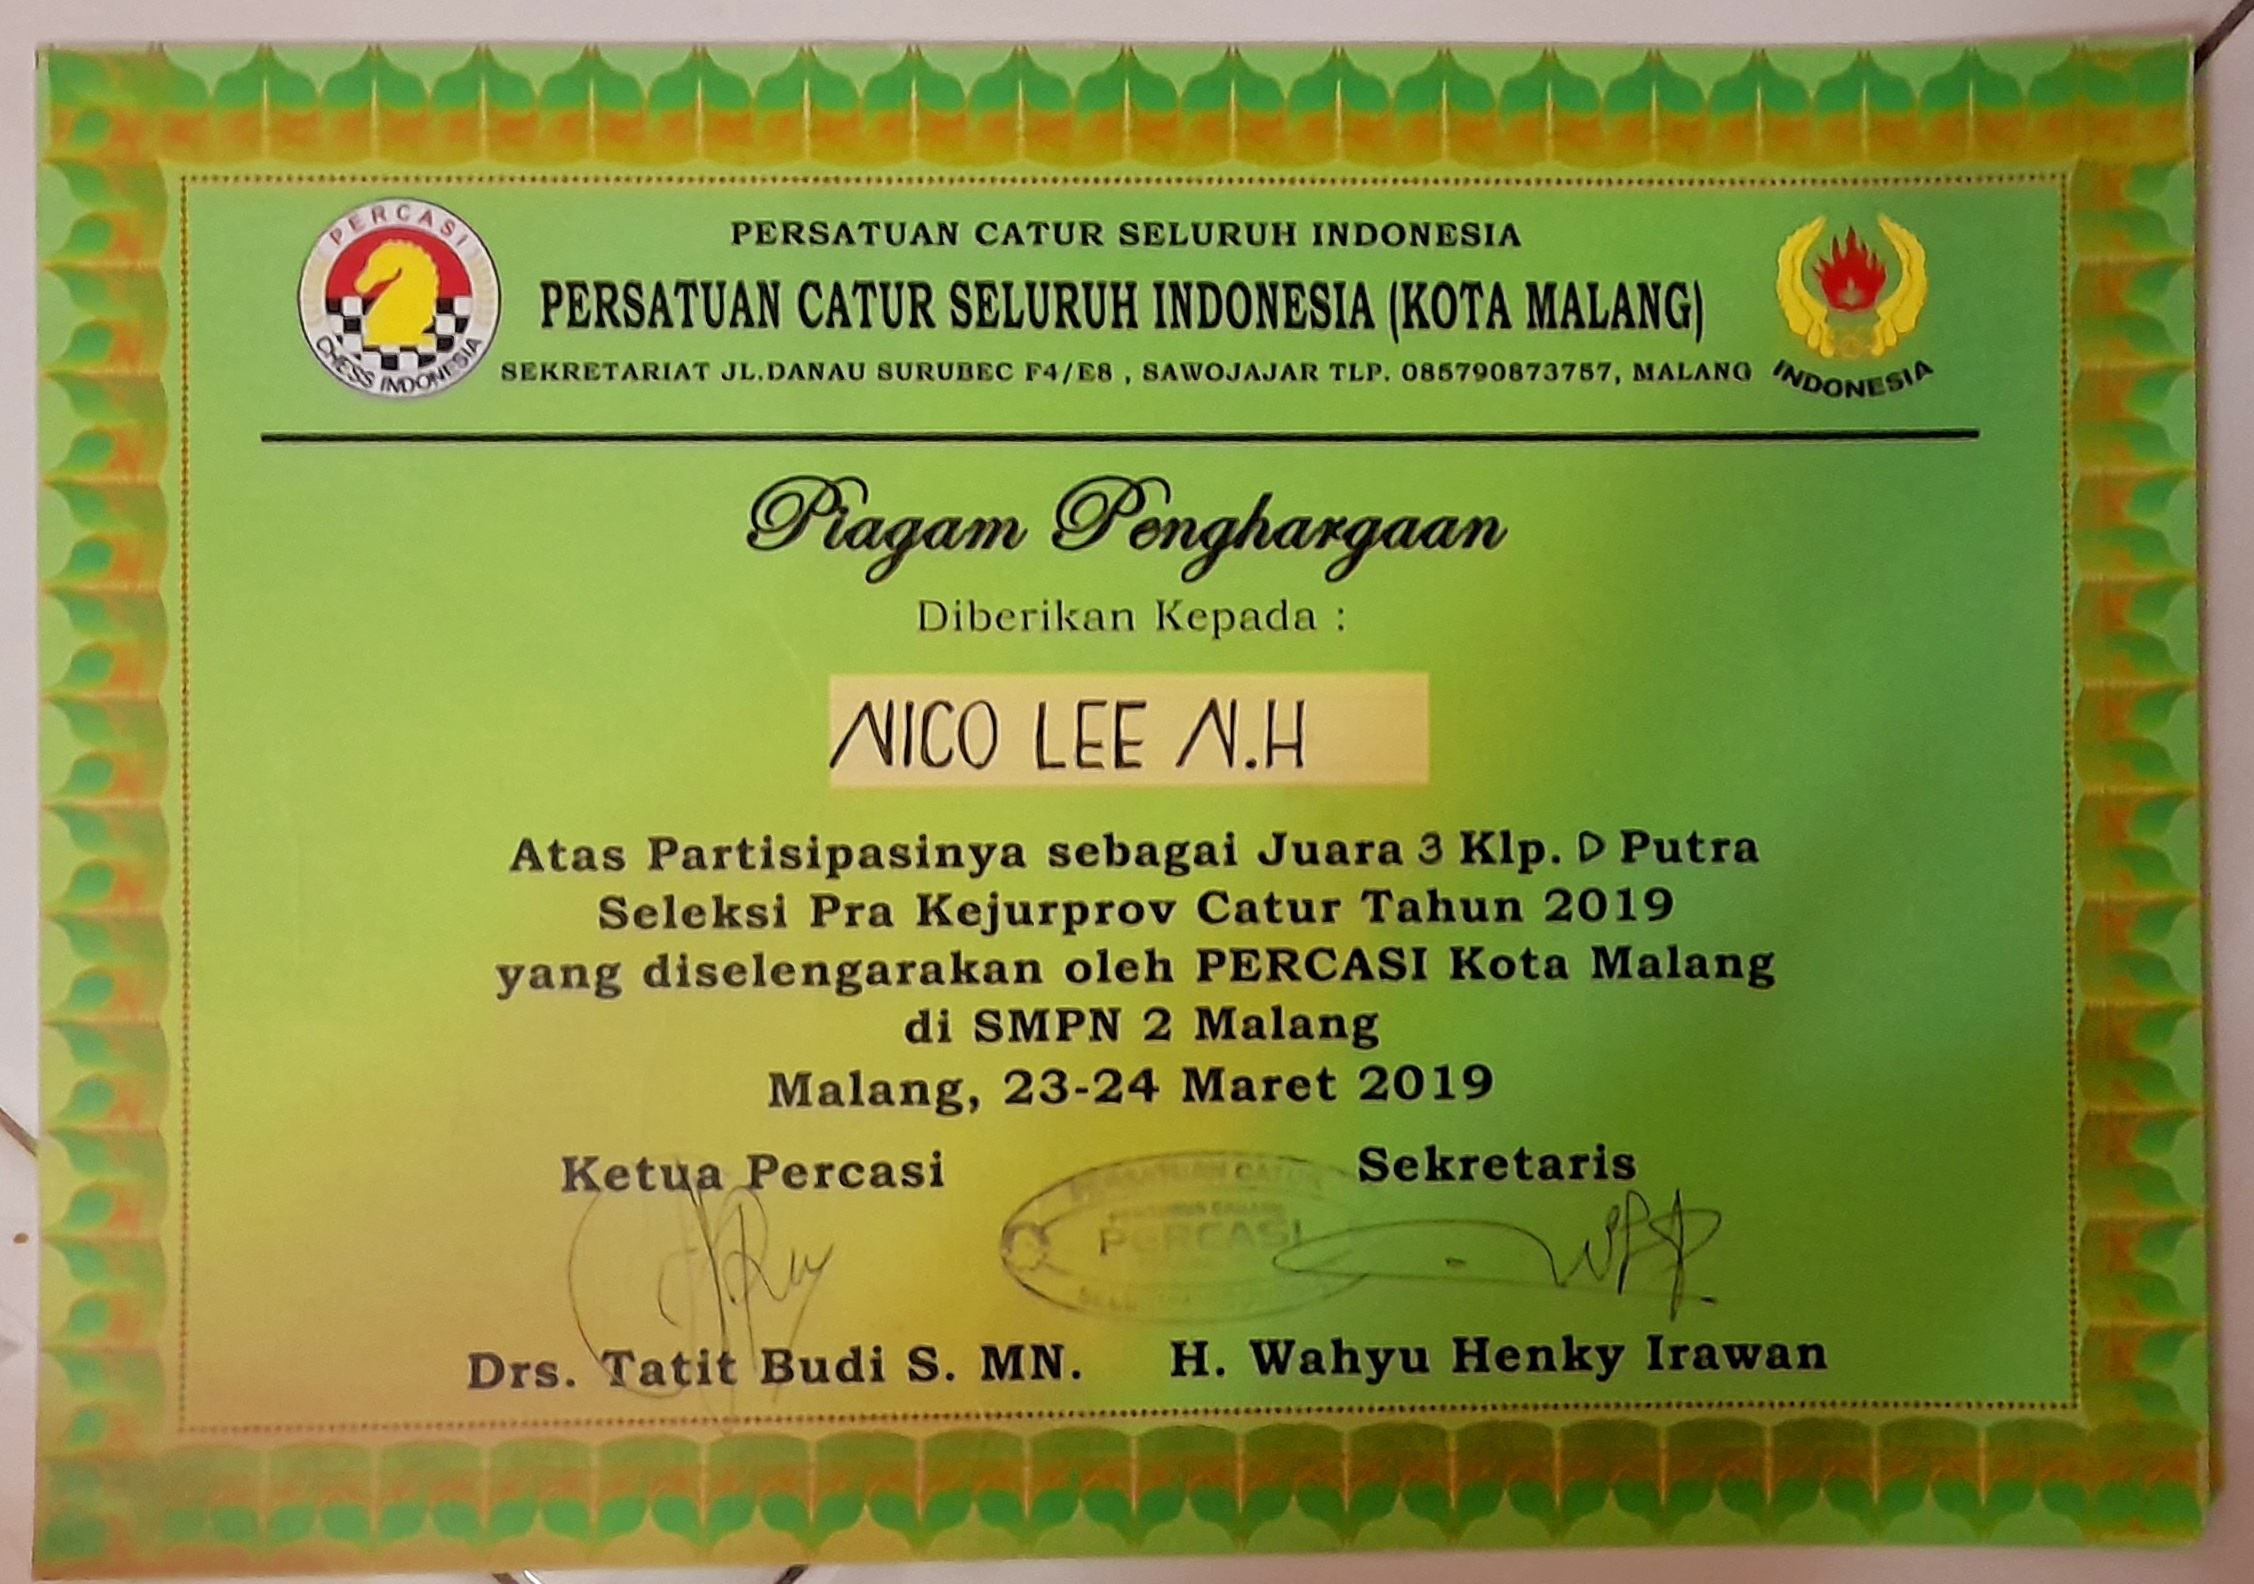 PERCASI
CHESS INDONESIA
PERSATUAN CATUR SELURUH INDONESIA
PERSATUAN CATUR SELURUH INDONESIA (KOTA MALANG)
SEKRETARIAT JL.DANAU SURUBEC F4/E8 , SAWOJAJAR TLP. 085790873757, MALANG
INDONESIA
Piagam Penghargaan
Diberikan Kepada :
NICO LEE N.H
Atas Partisipasinya sebagai Juara 3 Klp. D Putra
Seleksi Pra Kejurprov Catur Tahun 2019
yang diselengarakan oleh PERCASI Kota Malang
di SMPN 2 Malang
Malang, 23-24 Maret 2019
Ketua Percasi
Sekretaris
PERSATUAN CATUR
PERCASI
Drs. Tatit Budi S. MN.
H. Wahyu Henky Irawan